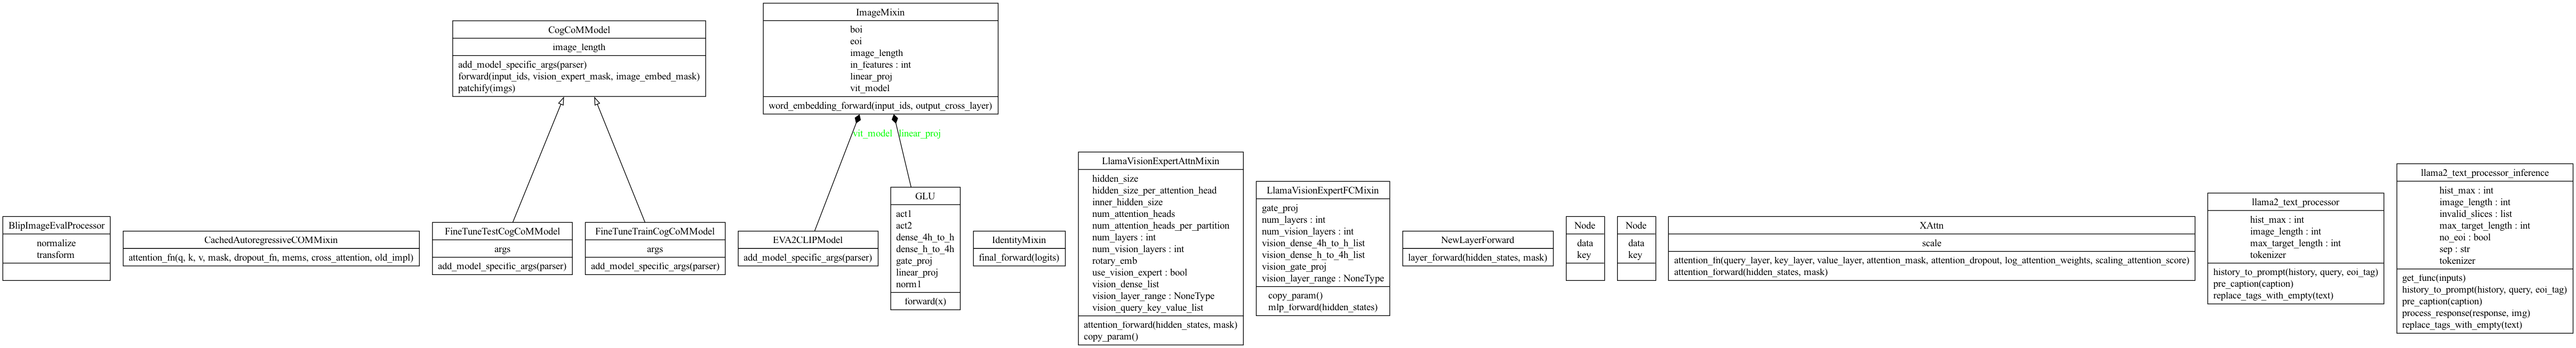 CogCoMModel
image_length
add_model_specific_args(parser)
forward(input_ids, vision_expert_mask, image_embed_mask)
patchify(imgs)
ImageMixin
boi
eoi
image_length
in_features : int
linear_proj
vit_model
word_embedding_forward(input_ids, output_cross_layer)
vit_model
linear_proj
BlipImageEvalProcessor
normalize
transform
CachedAutoregressiveCOMMixin
attention_fn(q, k, v, mask, dropout_fn, mems, cross_attention, old_impl)
FineTuneTestCogCoMModel
args
add_model_specific_args(parser)
FineTuneTrainCogCoMModel
args
add_model_specific_args(parser)
EVA2CLIPModel
add_model_specific_args(parser)
GLU
act1
act2
dense_4h_to_h
dense_h_to_4h
gate_proj
linear_proj
norm1
forward(x)
IdentityMixin
final_forward(logits)
LlamaVisionExpertAttnMixin
hidden_size
hidden_size_per_attention_head
inner_hidden_size
num_attention_heads
num_attention_heads_per_partition
num_layers : int
num_vision_layers : int
rotary_emb
use_vision_expert : bool
vision_dense_list
vision_layer_range : NoneType
vision_query_key_value_list
attention_forward(hidden_states, mask)
copy_param()
LlamaVisionExpertFCMixin
gate_proj
num_layers : int
num_vision_layers : int
vision_dense_4h_to_h_list
vision_dense_h_to_4h_list
vision_gate_proj
vision_layer_range : NoneType
copy_param()
mlp_forward(hidden_states)
NewLayerForward
layer_forward(hidden_states, mask)
Node
data
key
Node
data
key
XAttn
scale
attention_fn(query_layer, key_layer, value_layer, attention_mask, attention_dropout, log_attention_weights, scaling_attention_score)
attention_forward(hidden_states, mask)
llama2_text_processor
hist_max : int
image_length : int
max_target_length : int
tokenizer
history_to_prompt(history, query, eoi_tag)
pre_caption(caption)
replace_tags_with_empty(text)
llama2_text_processor_inference
hist_max : int
image_length : int
invalid_slices : list
max_target_length : int
no_eoi : bool
sep : str
tokenizer
get_func(inputs)
history_to_prompt(history, query, eoi_tag)
pre_caption(caption)
process_response(response, img)
replace_tags_with_empty(text)